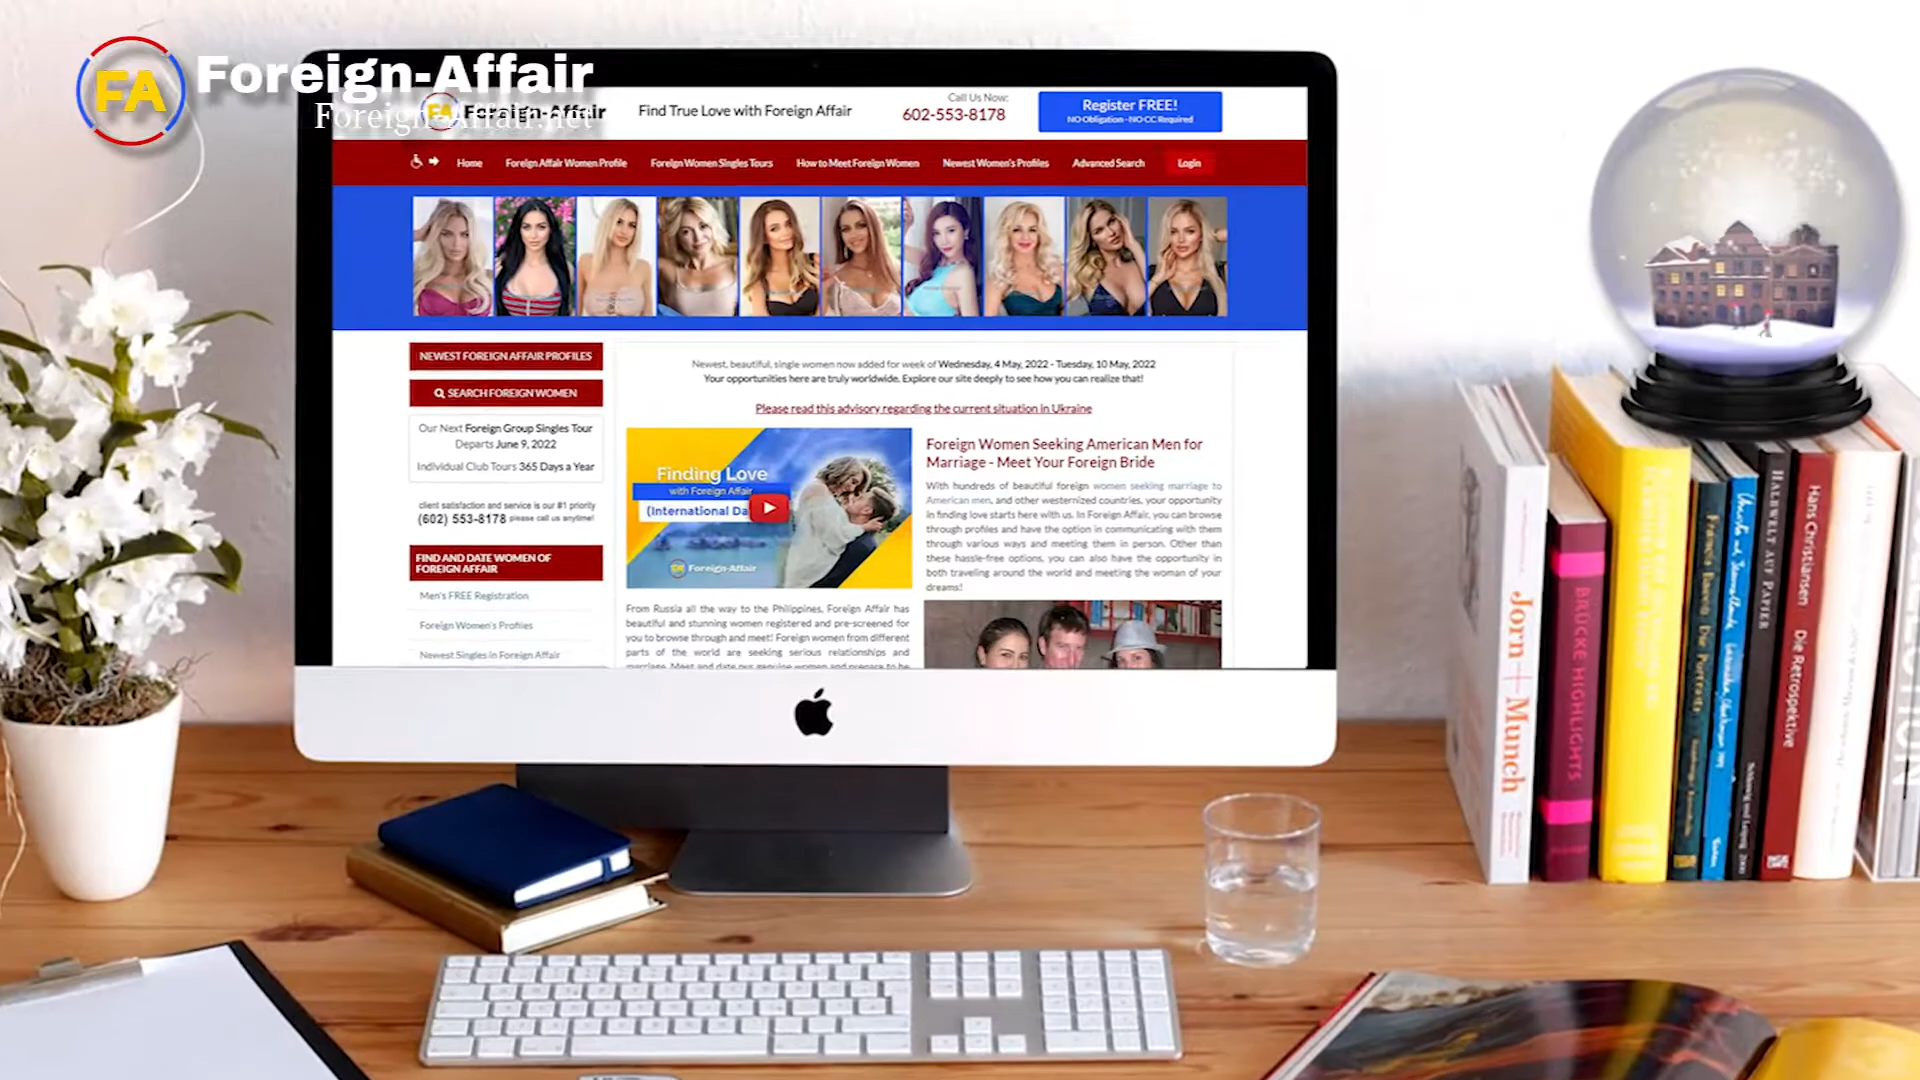 FA Foreign-Affair
Foreign-Affair.net
FA Foreign-Affair
Find True Love with Foreign Affair
Call Us Now:
602-553-8178
Register FREE!
NO Obligation - NO CC Required
Home
Foreign Affair Women Profile
Foreign Women Singles Tours
How to Meet Foreign Women
Newest Women's Profiles
Advanced Search
Login
NEWEST FOREIGN AFFAIR PROFILES
SEARCH FOREIGN WOMEN
Our Next Foreign Group Singles Tour
Departs June 9, 2022
Individual Club Tours 365 Days a Year
client satisfaction and service is our #1 priority
(602) 553-8178 please call us anytime!
FIND AND DATE WOMEN OF
FOREIGN AFFAIR
Men's FREE Registration
Foreign Women's Profiles
Newest Singles in Foreign Affair
Newest, beautiful, single women now added for week of Wednesday, 4 May, 2022 - Tuesday, 10 May, 2022
Your opportunities here are truly worldwide. Explore our site deeply to see how you can realize that!
Please read this advisory regarding the current situation in Ukraine
Finding Love
with Foreign Affair
(International Da
FA Foreign-Affair
From Russia all the way to the Philippines, Foreign Affair has
beautiful and stunning women registered and pre-screened for
you to browse through and meet! Foreign women from different
parts of the world are seeking serious relationships and
marriage. Meet and date our genuine women and prepare to be
Foreign Women Seeking American Men for
Marriage - Meet Your Foreign Bride
With hundreds of beautiful foreign women seeking marriage to
American men, and other westernized countries, your opportunity
in finding love starts here with us. In Foreign Affair, you can browse
through profiles and have the option in communicating with them
through various ways and meeting them in person. Other than
these hassle-free options, you can also have the opportunity in
both traveling around the world and meeting the woman of your
dreams!
Jorn + Munch
BRÜCKE HIGHLIGHTS
Francis Bacon Die Portraits
HALBWELT AUF PAPIER
Hans Christiansen Die Retrospektive